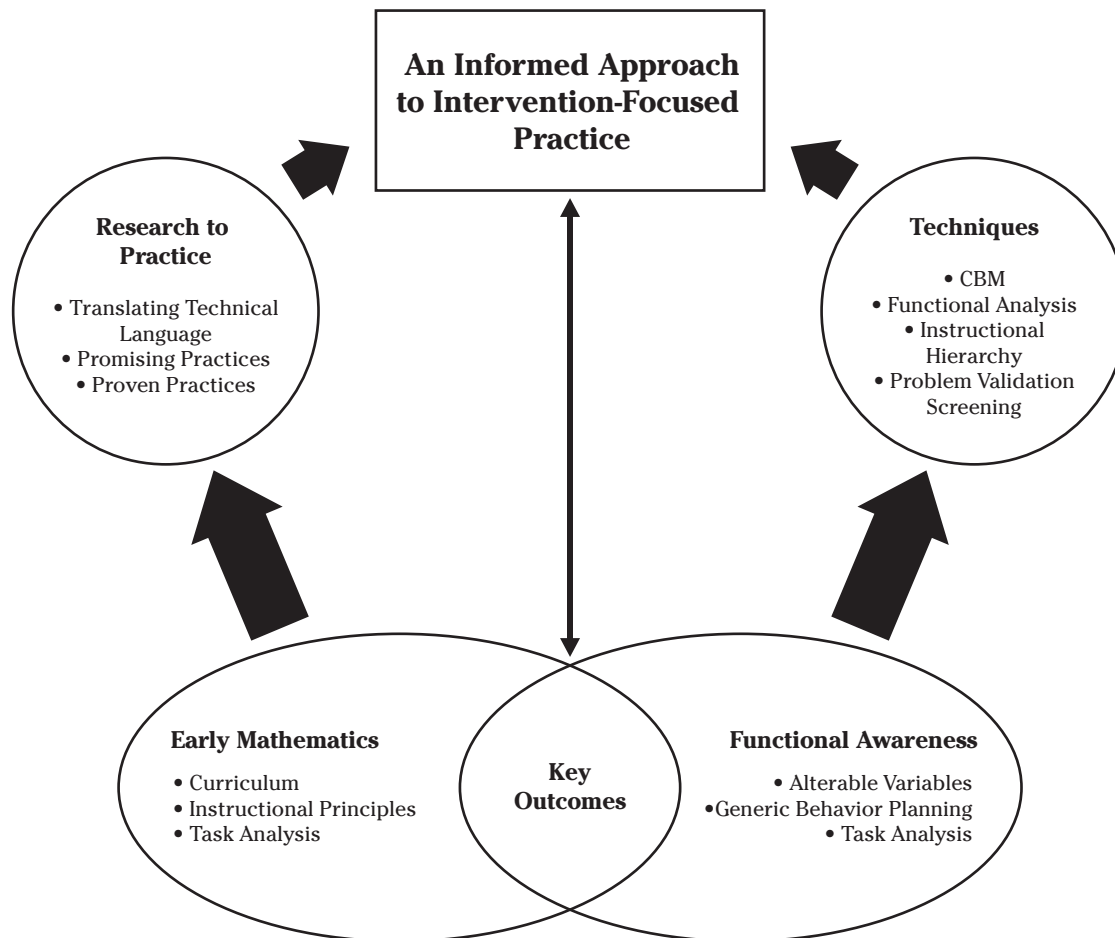 An Informed Approach
to Intervention-Focused
Practice
Research to
Practice
• Translating Technical
Language
• Promising Practices
• Proven Practices
Techniques
• CBM
• Functional Analysis
• Instructional
Hierarchy
• Problem Validation
Screening
Early Mathematics
• Curriculum
• Instructional Principles
• Task Analysis
Key
Outcomes
Functional Awareness
• Alterable Variables
•Generic Behavior Planning
• Task Analysis